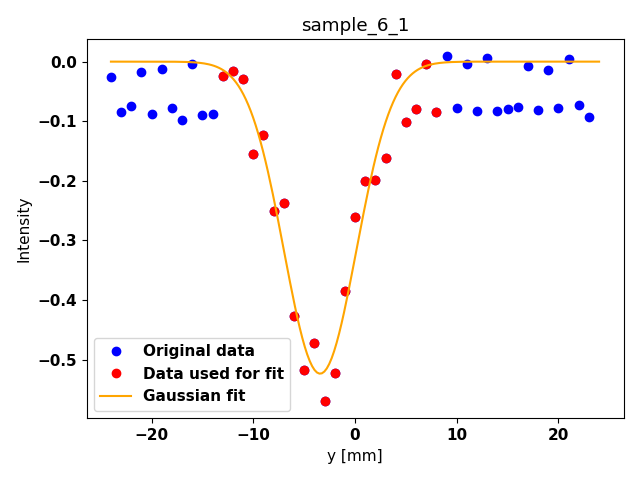 sample_6_1
0.0
−0.1
−0.2
−0.3
−0.4
−0.5
Intensity
Original data
Data used for fit
Gaussian fit
−20 −10 0 10 20
y [mm]